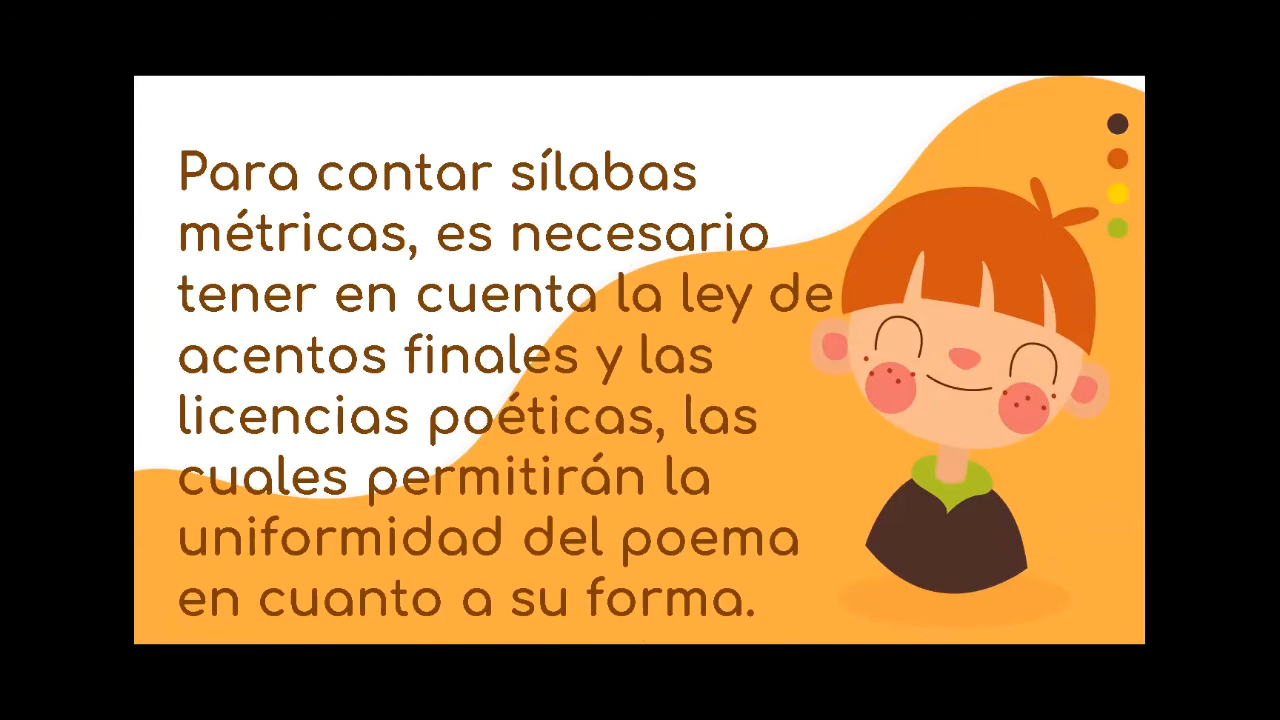 Para contar sílabas
métricas, es necesario
tener en cuenta la ley de
acentos finales y las
licencias poéticas, las
cuales permitirán la
uniformidad del poema
en cuanto a su forma.